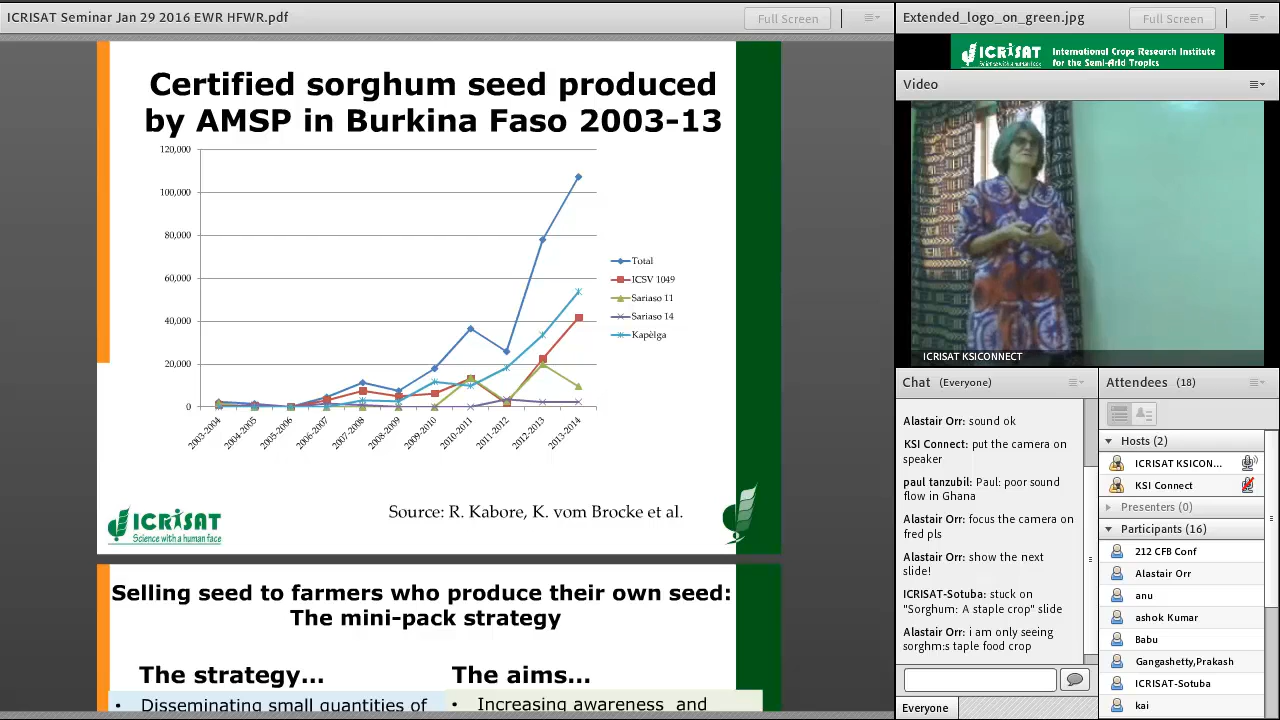 ICRISAT Seminar Jan 29 2016 EWR HFWR.pdf
Full Screen
Certified sorghum seed produced
by AMSP in Burkina Faso 2003-13
120,000
100,000
80,000
60,000
40,000
20,000
0
2003-2004
2004-2005
2005-2006
2006-2007
2007-2008
2008-2009
2009-2010
2010-2011
2011-2012
2012-2013
2013-2014
Total
ICSV 1049
Sariaso 11
Sariaso 14
Kapèlga
ICRISAT
Science with a human face
Source: R. Kabore, K. vom Brocke et al.
Selling seed to farmers who produce their own seed:
The mini-pack strategy
The strategy...
• Disseminating small quantities of
The aims...
• Increasing awareness and
Extended_logo_on_green.jpg
Full Screen
ICRISAT
Science with a human face
International Crops Research Institute
for the Semi-Arid Tropics
Video
ICRISAT KSICONNECT
Chat (Everyone)
Alastair Orr: sound ok
KSI Connect: put the camera on
speaker
paul tanzubil: Paul: poor sound
flow in Ghana
Alastair Orr: focus the camera on
fred pls
Alastair Orr: show the next
slide!
ICRISAT-Sotuba: stuck on
"Sorghum: A staple crop" slide
Alastair Orr: i am only seeing
sorghm:s taple food crop
Everyone
Attendees (18)
Hosts (2)
ICRISAT KSICON...
KSI Connect
Presenters (0)
Participants (16)
212 CFB Conf
Alastair Orr
anu
ashok Kumar
Babu
Gangashetty,Prakash
ICRISAT-Sotuba
kai